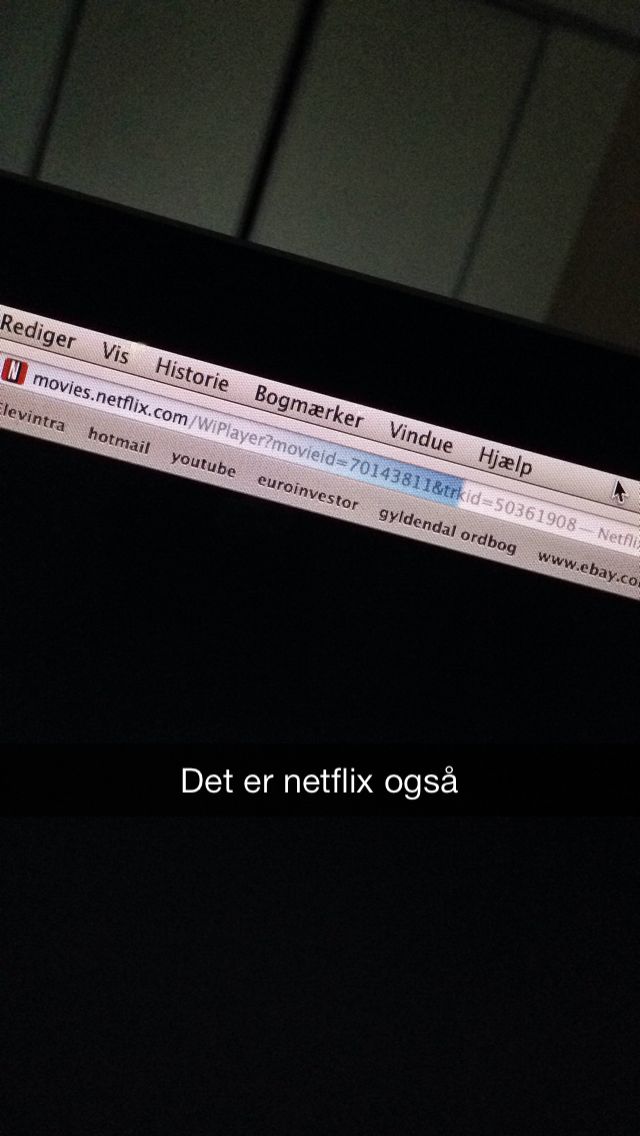 Rediger Vis Historie Bogmærker Vindue Hjælp
N movies.netflix.com/WiPlayer?movieid=70143811&trkid=50361908 — Netfli
Elevintra hotmail youtube euroinvestor gyldendal ordbog www.ebay.co
Det er netflix også